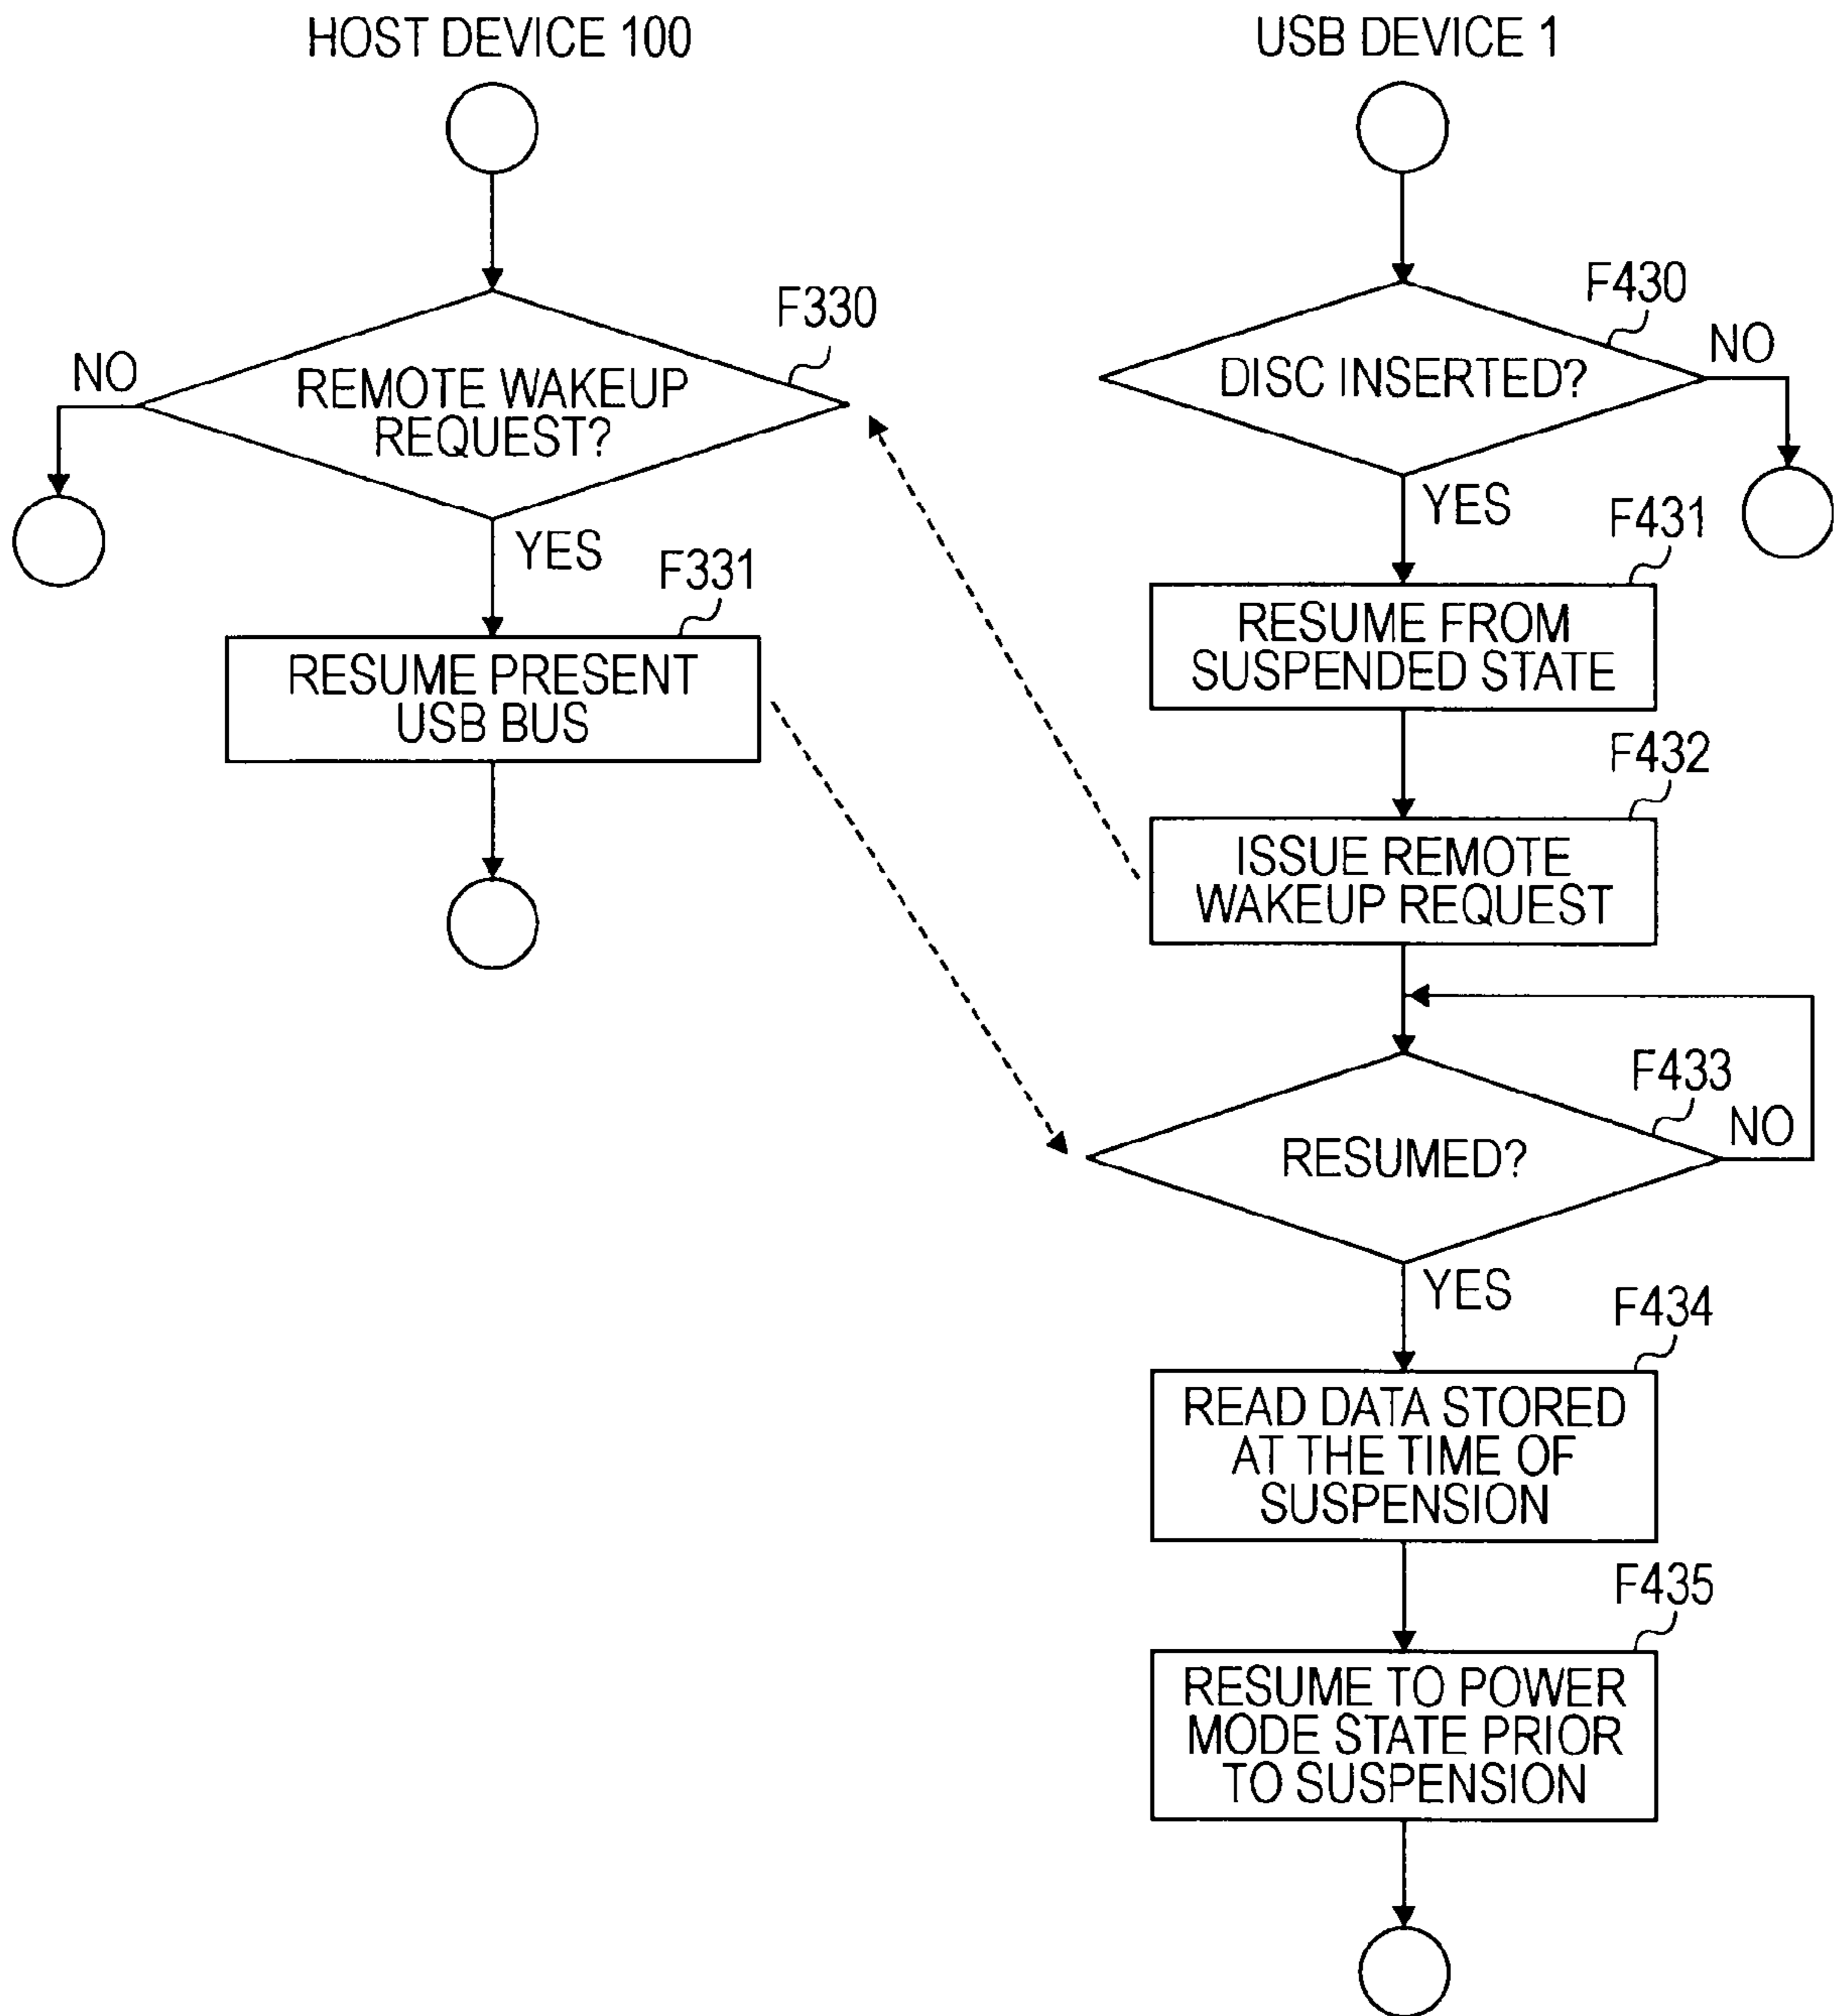 HOST DEVICE 100
F330
NO
REMOTE WAKEUP
REQUEST?
YES
F331
RESUME PRESENT
USB BUS
USB DEVICE 1
F430
NO
DISC INSERTED?
YES
F431
RESUME FROM
SUSPENDED STATE
F432
ISSUE REMOTE
WAKEUP REQUEST
F433
NO
RESUMED?
YES
F434
READ DATA STORED
AT THE TIME OF
SUSPENSION
F435
RESUME TO POWER
MODE STATE PRIOR
TO SUSPENSION